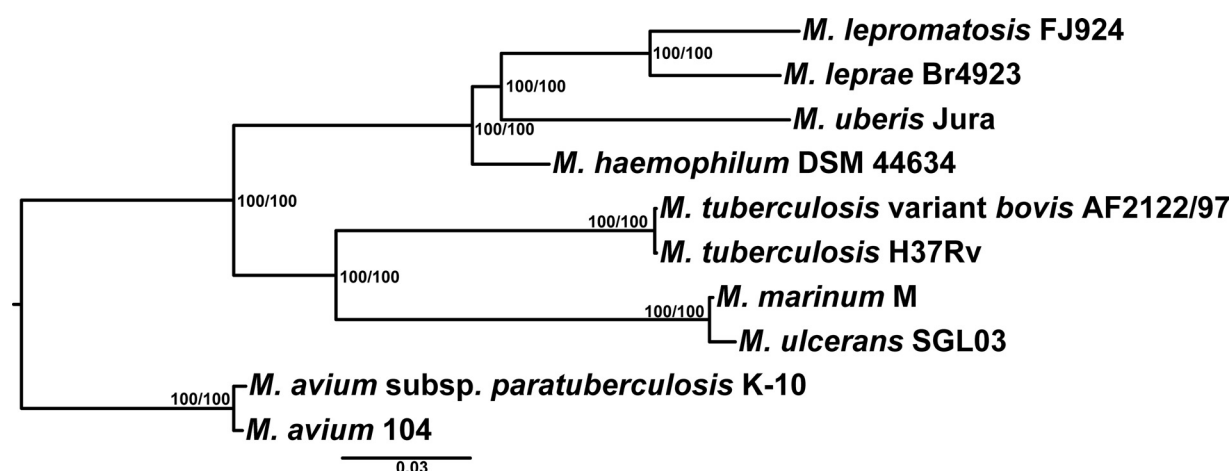 M. lepromatosis FJ924
100/100
M. leprae Br4923
100/100
M. uberis Jura
100/100
M. haemophilum DSM 44634
100/100
M. tuberculosis variant bovis AF2122/97
100/100
M. tuberculosis H37Rv
100/100
M. marinum M
100/100
M. ulcerans SGL03
M. avium subsp. paratuberculosis K-10
100/100
M. avium 104
0.03